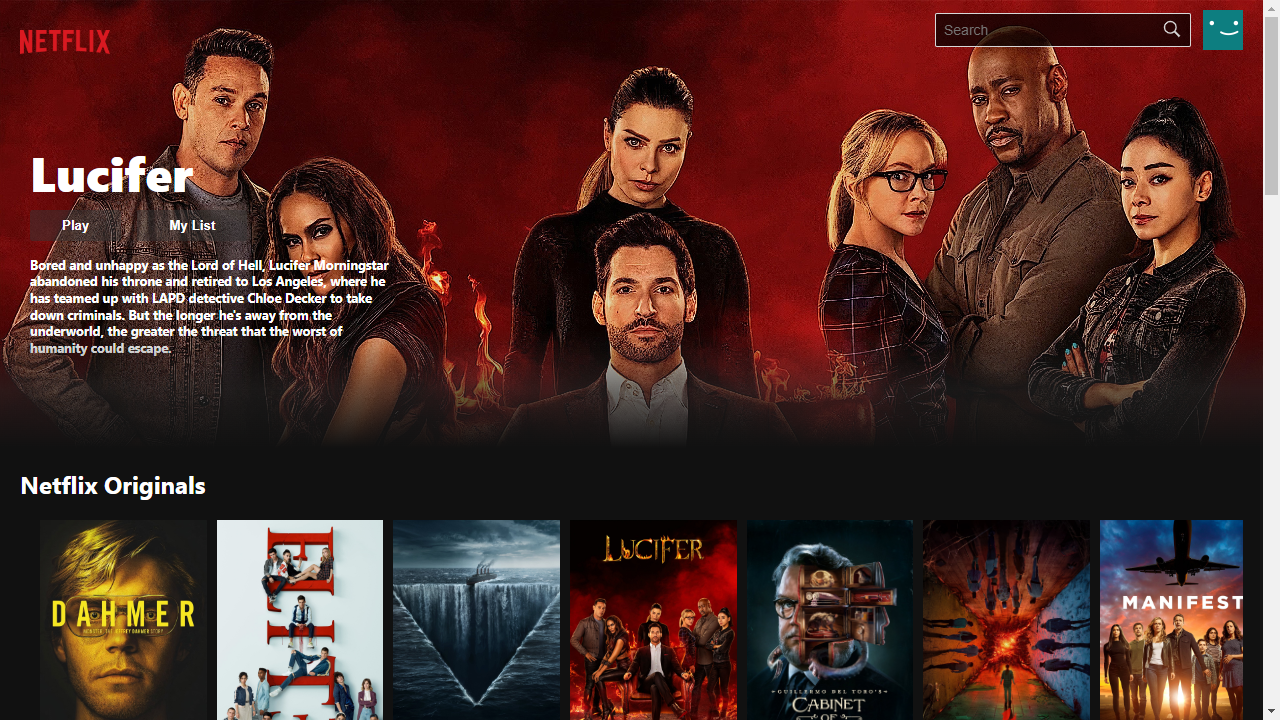 NETFLIX
Search
Lucifer
Play
My List
Bored and unhappy as the Lord of Hell, Lucifer Morningstar
abandoned his throne and retired to Los Angeles, where he
has teamed up with LAPD detective Chloe Decker to take
down criminals. But the longer he's away from the
underworld, the greater the threat that the worst of
humanity could escape.
Netflix Originals
DAHMER
MONSTER: THE JEFFREY DAHMER STORY
LUCIFER
GUILLERMO DEL TORO'S
CABINET
OF
MANIFEST